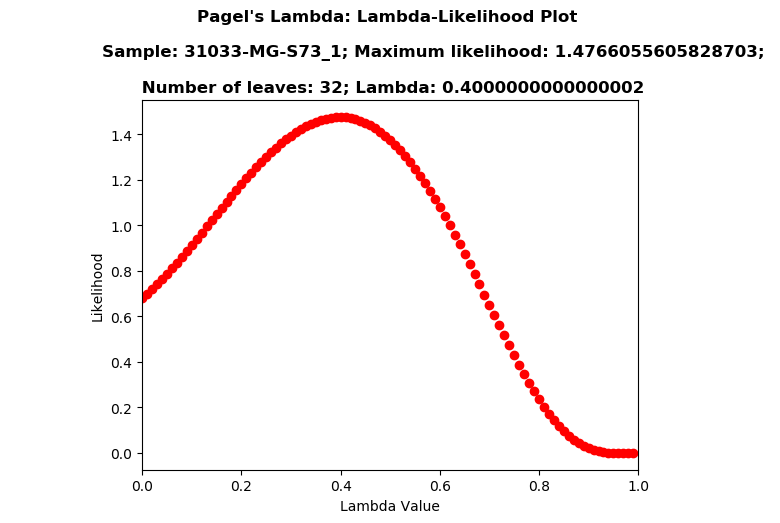 Pagel's Lambda: Lambda-Likelihood Plot
Sample: 31033-MG-S73_1; Maximum likelihood: 1.4766055605828703;
Number of leaves: 32; Lambda: 0.4000000000000002
1.4
1.2
1.0
0.8
0.6
0.4
0.2
0.0
Likelihood
0.0 0.2 0.4 0.6 0.8 1.0
Lambda Value